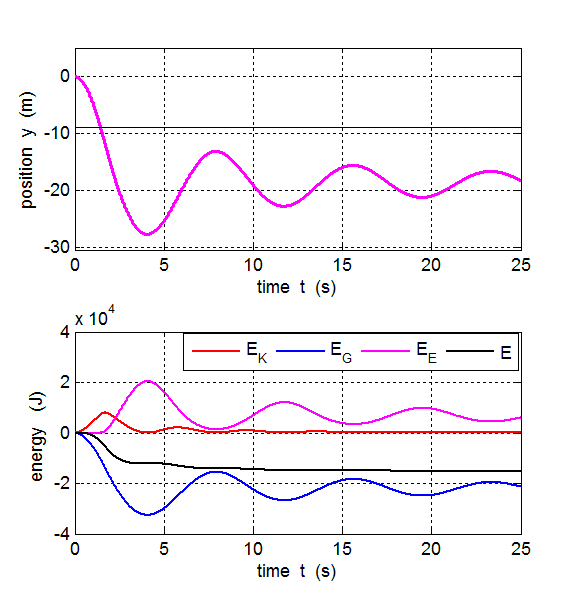 0
-10
-20
-30
position y (m)
0 5 10 15 20 25
time t (s)
x 10^4
4
2
0
-2
-4
energy (J)
E_K E_G E_E E
0 5 10 15 20 25
time t (s)